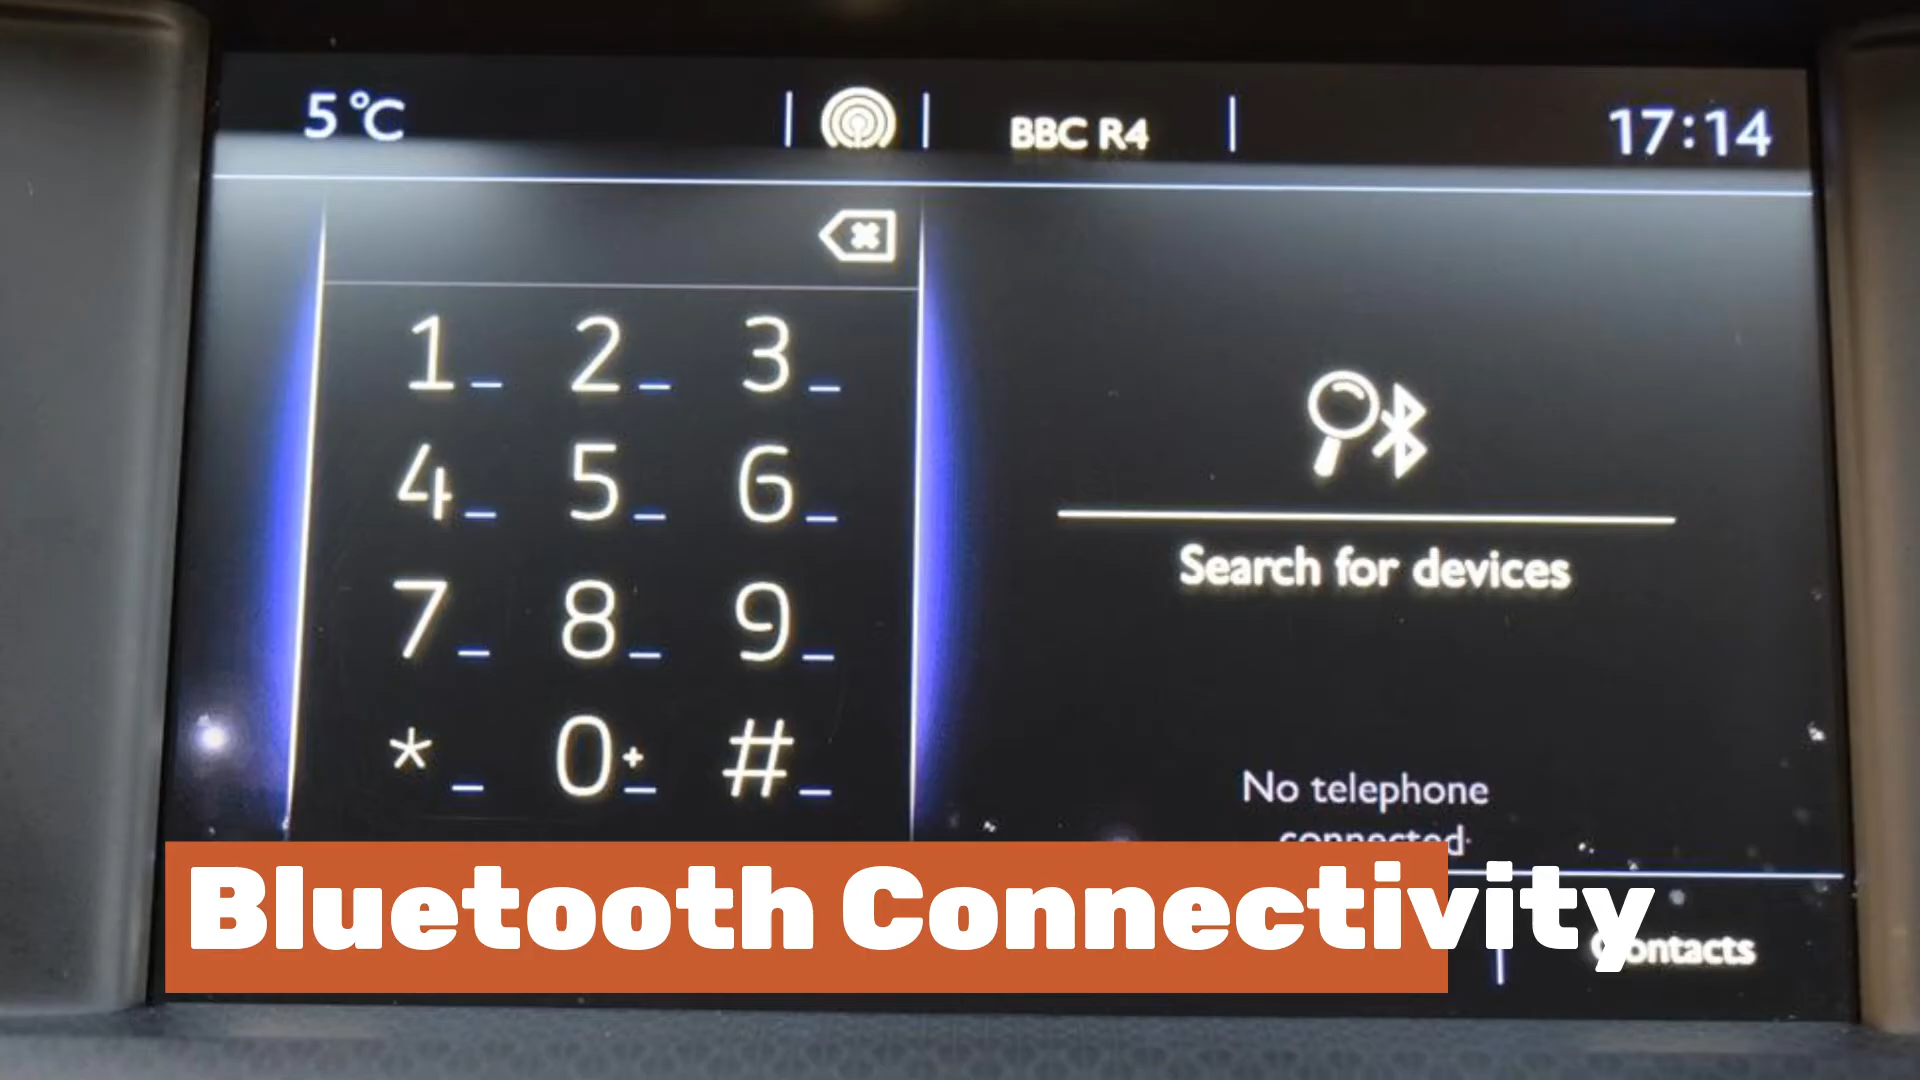 5°C
BBC R4
17:14
1 2 3
4 5 6
7 8 9
* 0+ #
Search for devices
No telephone
connected
Bluetooth Connectivity
Contacts